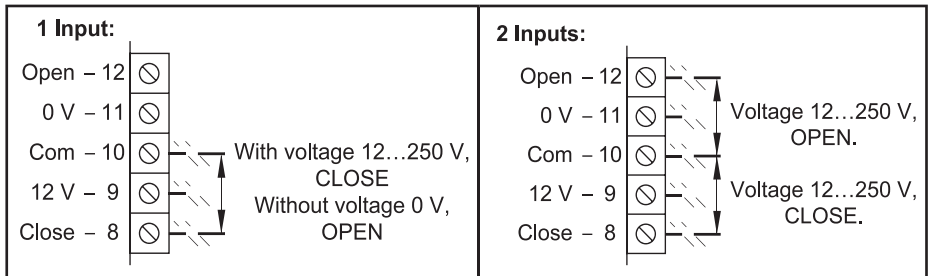 1 Input:
Open – 12
0 V – 11
Com – 10
12 V – 9
Close – 8
With voltage 12...250 V,
CLOSE
Without voltage 0 V,
OPEN
2 Inputs:
Open – 12
0 V – 11
Com – 10
12 V – 9
Close – 8
Voltage 12...250 V,
OPEN.
Voltage 12...250 V,
CLOSE.